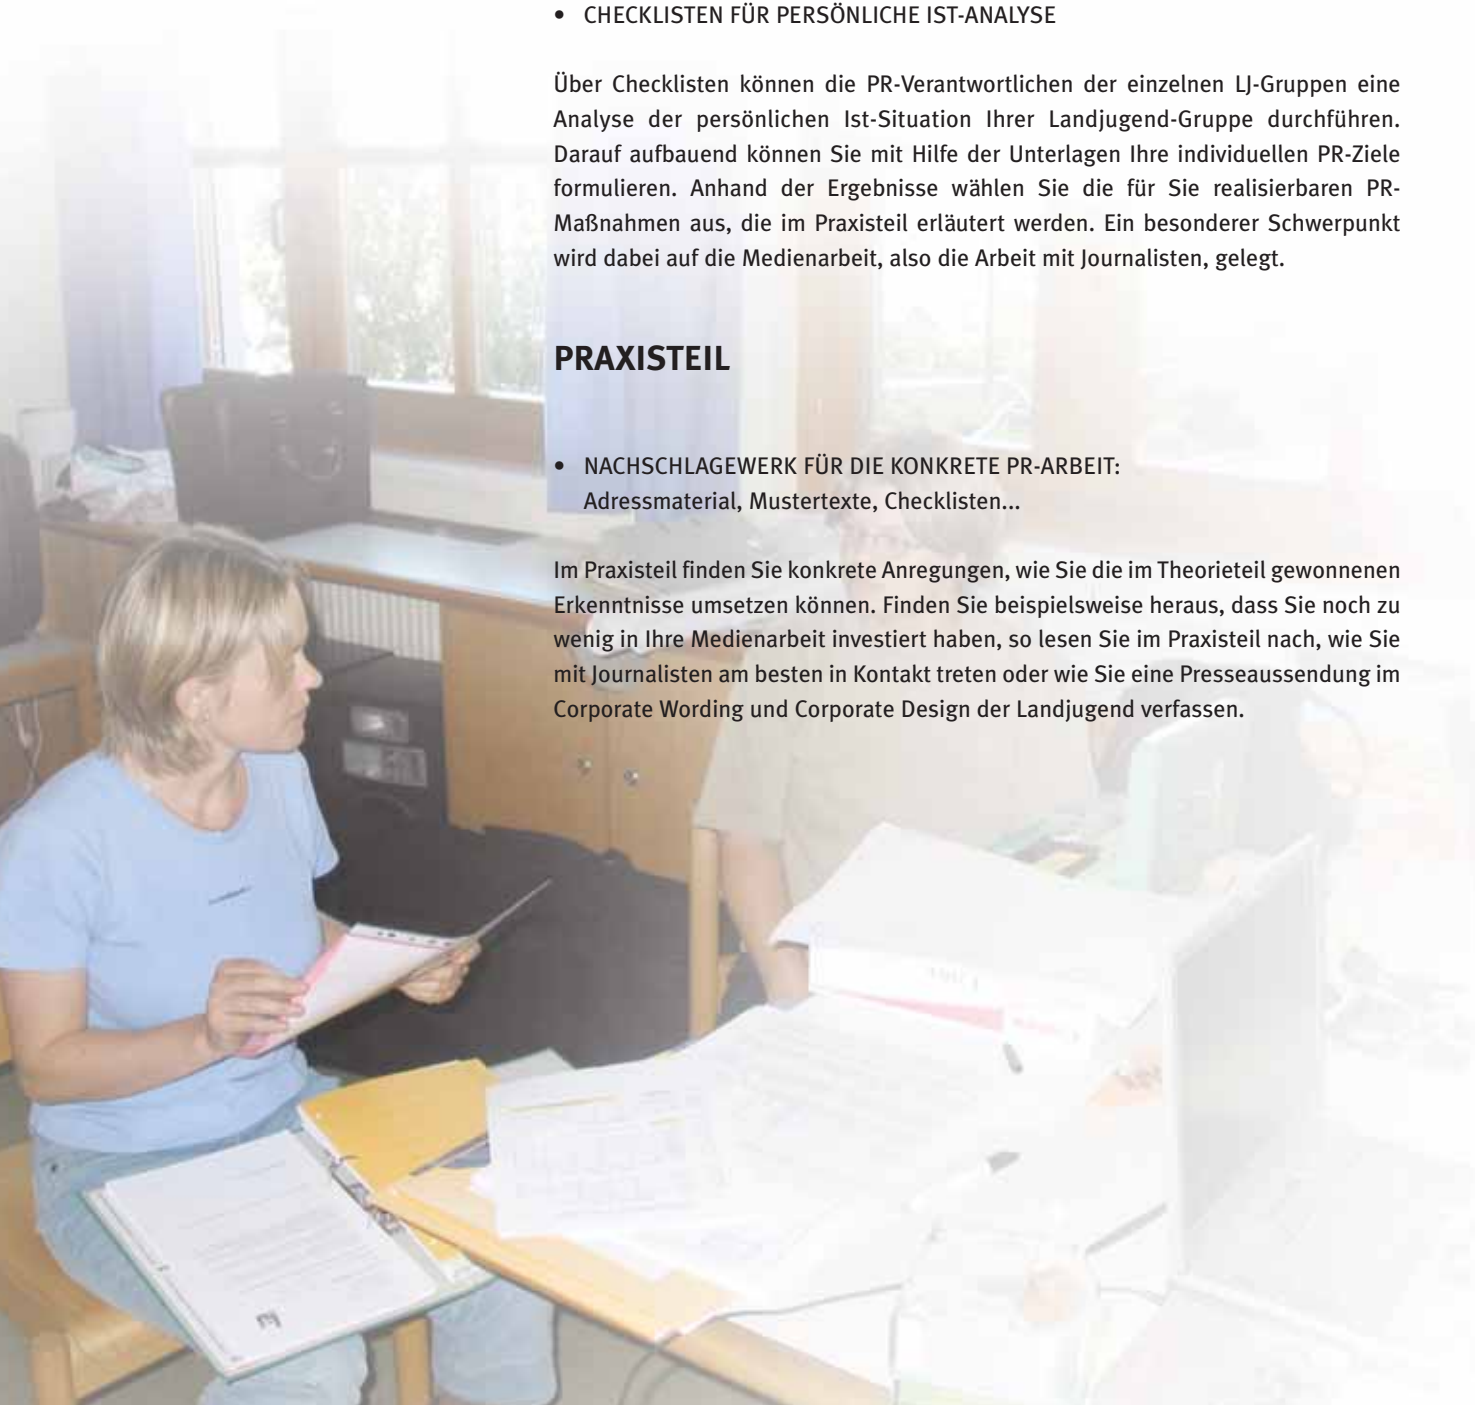 • CHECKLISTEN FÜR PERSÖNLICHE IST-ANALYSE
Über Checklisten können die PR-Verantwortlichen der einzelnen LJ-Gruppen eine
Analyse der persönlichen Ist-Situation Ihrer Landjugend-Gruppe durchführen.
Darauf aufbauend können Sie mit Hilfe der Unterlagen Ihre individuellen PR-Ziele
formulieren. Anhand der Ergebnisse wählen Sie die für Sie realisierbaren PR-
Maßnahmen aus, die im Praxisteil erläutert werden. Ein besonderer Schwerpunkt
wird dabei auf die Medienarbeit, also die Arbeit mit Journalisten, gelegt.
PRAXISTEIL
• NACHSCHLAGEWERK FÜR DIE KONKRETE PR-ARBEIT:
Adressmaterial, Mustertexte, Checklisten...
Im Praxisteil finden Sie konkrete Anregungen, wie Sie die im Theorieteil gewonnenen
Erkenntnisse umsetzen können. Finden Sie beispielsweise heraus, dass Sie noch zu
wenig in Ihre Medienarbeit investiert haben, so lesen Sie im Praxisteil nach, wie Sie
mit Journalisten am besten in Kontakt treten oder wie Sie eine Presseaussendung im
Corporate Wording und Corporate Design der Landjugend verfassen.